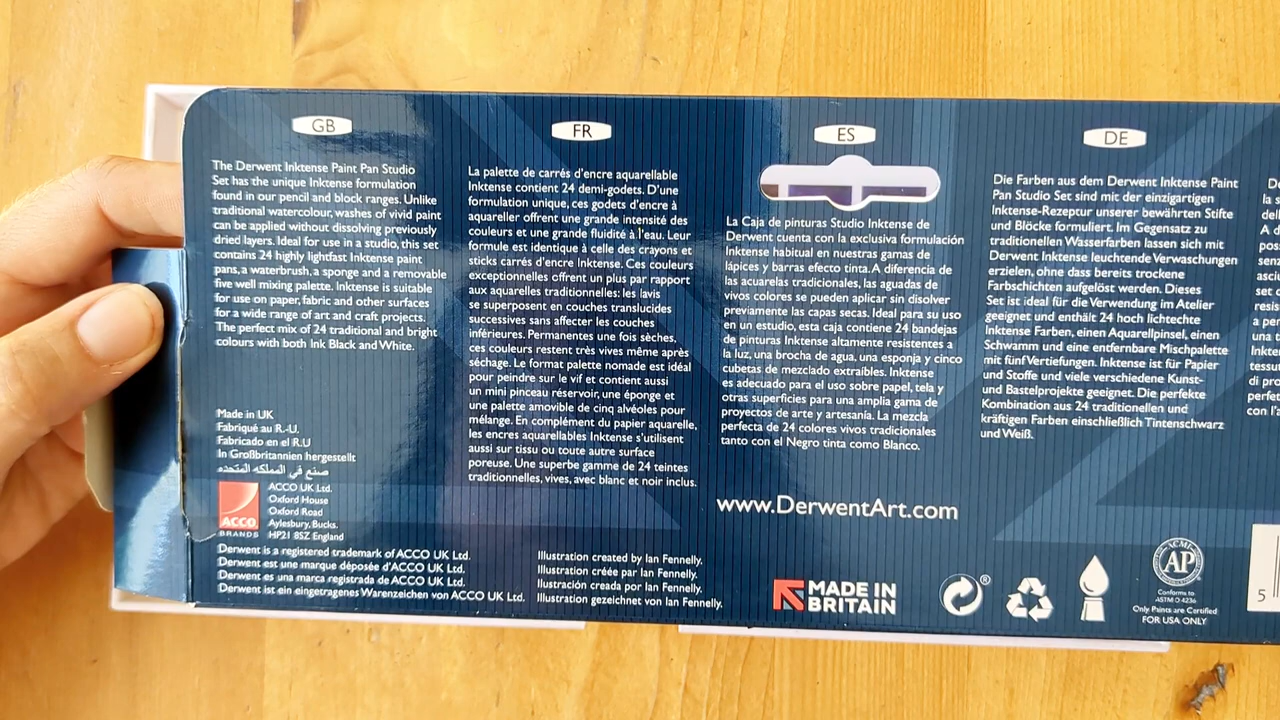 GB
The Derwent Inktense Paint Pan Studio
Set has the unique Inktense formulation
found in our pencil and block ranges. Unlike
traditional watercolour, washes of vivid paint
can be applied without dissolving previously
dried layers. Ideal for use in a studio, this set
contains 24 highly lightfast Inktense paint
pans, a waterbrush, a sponge and a removable
five well mixing palette. Inktense is suitable
for use on paper, fabric and other surfaces
for a wide range of art and craft projects.
The perfect mix of 24 traditional and bright
colours with both Ink Black and White.
Made in UK
Fabriqué au R.-U.
Fabricado en el R.U
In Großbritannien hergestellt
صنع في المملكه المتحده
ACCO
BRANDS
ACCO UK Ltd.
Oxford House
Oxford Road
Aylesbury, Bucks.
HP21 8SZ England
Derwent is a registered trademark of ACCO UK Ltd.
Derwent est une marque déposée d'ACCO UK Ltd.
Derwent es una marca registrada de ACCO UK Ltd.
Derwent ist ein eingetragenes Warenzeichen von ACCO UK Ltd.
FR
La palette de carrés d'encre aquarellable
Inktense contient 24 demi-godets. D'une
formulation unique, ces godets d'encre à
aquareller offrent une grande intensité des
couleurs et une grande fluidité à l'eau. Leur
formule est identique à celle des crayons et
sticks carrés d'encre Inktense. Ces couleurs
exceptionnelles offrent un plus par rapport
aux aquarelles traditionnelles: les lavis
se superposent en couches translucides
successives sans affecter les couches
inférieures. Permanentes une fois sèches,
ces couleurs restent très vives même après
séchage. Le format palette nomade est idéal
pour peindre sur le vif et contient aussi
un mini pinceau réservoir, une éponge et
une palette amovible de cinq alvéoles pour
mélange. En complément du papier aquarelle,
les encres aquarellables Inktense s'utilisent
aussi sur tissu ou toute autre surface
poreuse. Une superbe gamme de 24 teintes
traditionnelles, vives, avec blanc et noir inclus.
Illustration created by Ian Fennelly.
Illustration créée par Ian Fennelly.
Ilustración creada por Ian Fennelly.
Illustration gezeichnet von Ian Fennelly.
ES
La Caja de pinturas Studio Inktense de
Derwent cuenta con la exclusiva formulación
Inktense habitual en nuestras gamas de
lápices y barras efecto tinta. A diferencia de
las acuarelas tradicionales, las aguadas de
vivos colores se pueden aplicar sin disolver
previamente las capas secas. Ideal para su uso
en un estudio, esta caja contiene 24 bandejas
de pinturas Inktense altamente resistentes a
la luz, una brocha de agua, una esponja y cinco
cubetas de mezclado extraíbles. Inktense
es adecuado para el uso sobre papel, tela y
otras superficies para una amplia gama de
proyectos de arte y artesanía. La mezcla
perfecta de 24 colores vivos tradicionales
tanto con el Negro tinta como Blanco.
www.DerwentArt.com
MADE IN
BRITAIN
DE
Die Farben aus dem Derwent Inktense Paint
Pan Studio Set sind mit der einzigartigen
Inktense-Rezeptur unserer bewährten Stifte
und Blöcke formuliert. Im Gegensatz zu
traditionellen Wasserfarben lassen sich mit
Derwent Inktense leuchtende Verwaschungen
erzielen, ohne dass bereits trockene
Farbschichten aufgelöst werden. Dieses
Set ist ideal für die Verwendung im Atelier
geeignet und enthält 24 hoch lichtechte
Inktense Farben, einen Aquarellpinsel, einen
Schwamm und eine entfernbare Mischpalette
mit fünf Vertiefungen. Inktense ist für Papier
und Stoffe und viele verschiedene Kunst-
und Bastelprojekte geeignet. Die perfekte
Kombination aus 24 traditionellen und
kräftigen Farben einschließlich Tintenschwarz
und Weiß.
®
ACMI
AP
Conforms to
ASTM D 4236
Only Paints are Certified
FOR USA ONLY
5